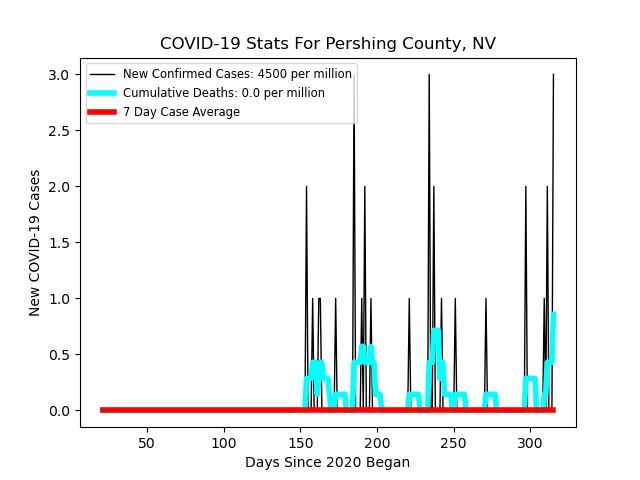 COVID-19 Stats For Pershing County, NV
New Confirmed Cases: 4500 per million
Cumulative Deaths: 0.0 per million
7 Day Case Average
New COVID-19 Cases
3.0
2.5
2.0
1.5
1.0
0.5
0.0
50 100 150 200 250 300
Days Since 2020 Began